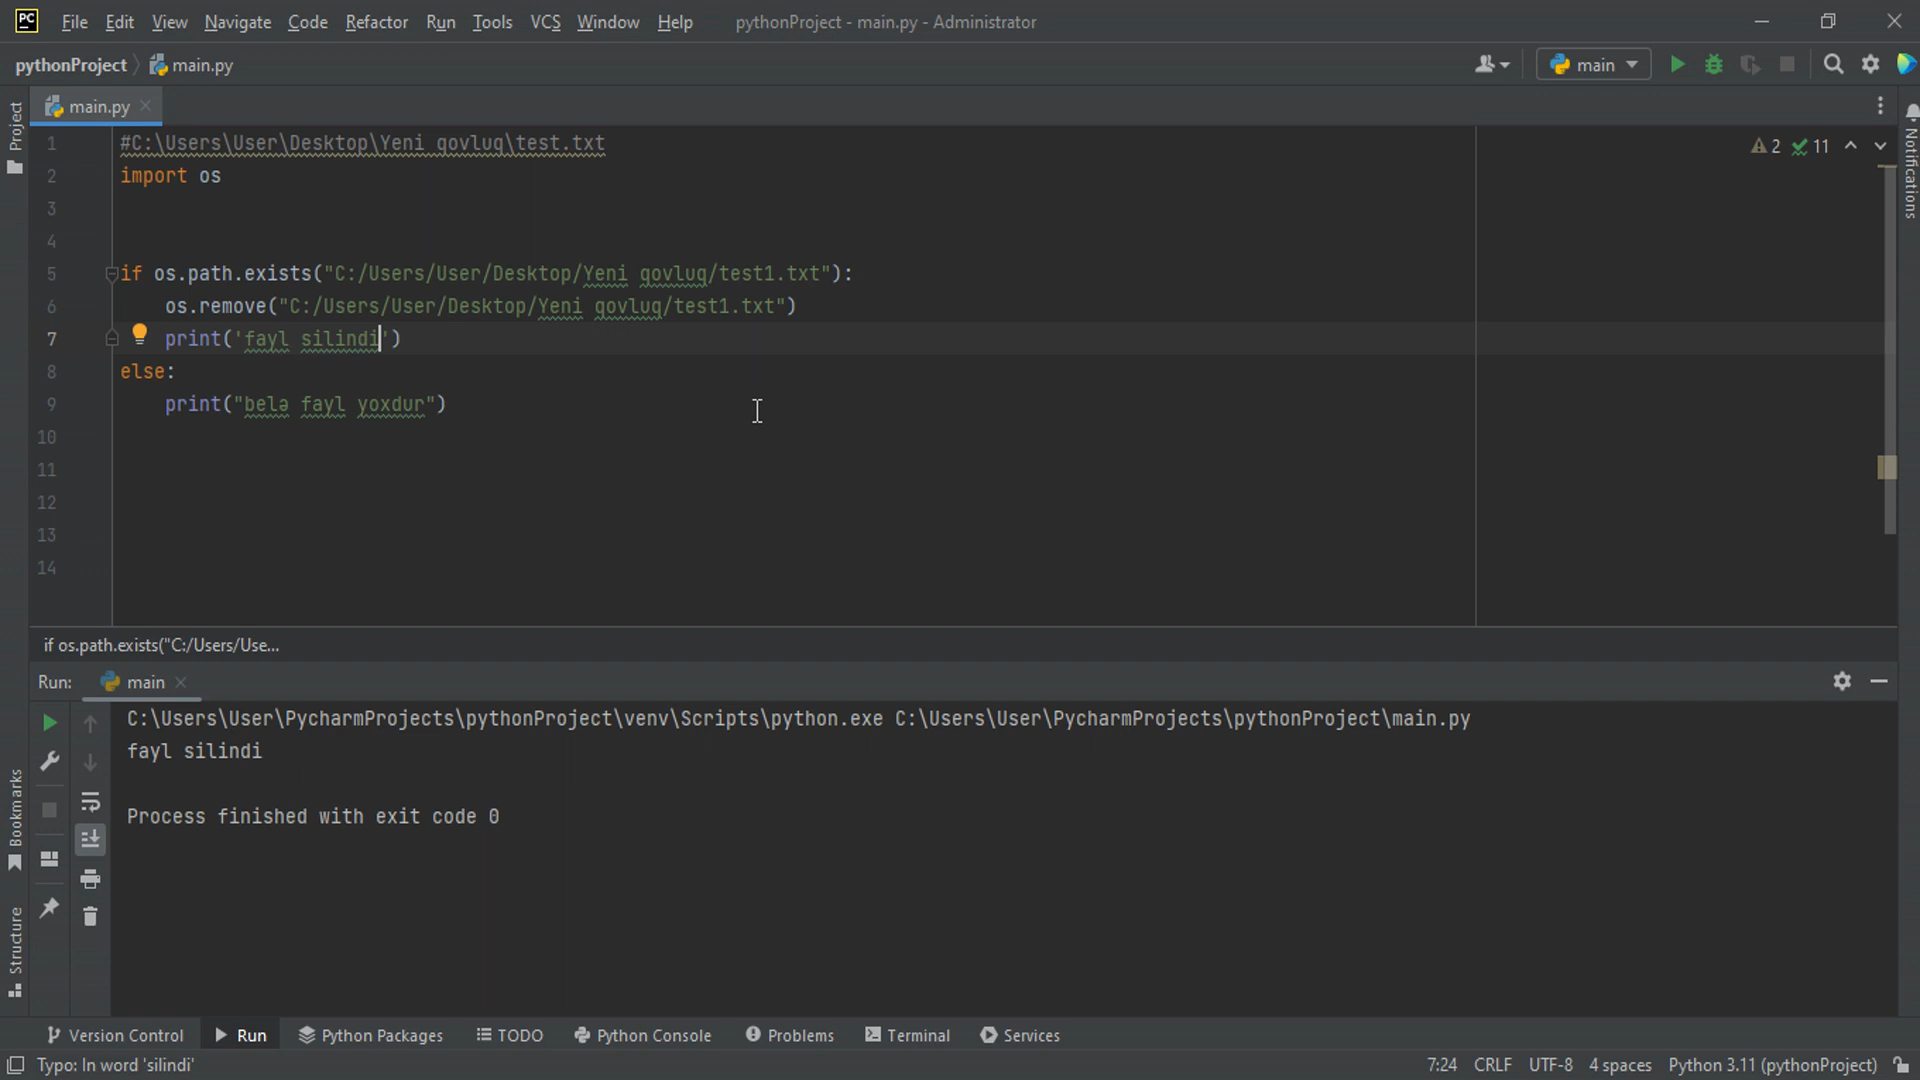 PC File Edit View Navigate Code Refactor Run Tools VCS Window Help pythonProject - main.py - Administrator
pythonProject main.py main
main.py
Project
Notifications
2 11
1 #C:\Users\User\Desktop\Yeni qovluq\test.txt
2 import os
3
4
5 if os.path.exists("C:/Users/User/Desktop/Yeni qovluq/test1.txt"):
6 os.remove("C:/Users/User/Desktop/Yeni qovluq/test1.txt")
7 print('fayl silindi')
8 else:
9 print("belə fayl yoxdur")
10
11
12
13
14
if os.path.exists("C:/Users/Use...
Run: main
C:\Users\User\PycharmProjects\pythonProject\venv\Scripts\python.exe C:\Users\User\PycharmProjects\pythonProject\main.py
fayl silindi
Process finished with exit code 0
Bookmarks
Structure
Version Control Run Python Packages TODO Python Console Problems Terminal Services
Typo: In word 'silindi' 7:24 CRLF UTF-8 4 spaces Python 3.11 (pythonProject)